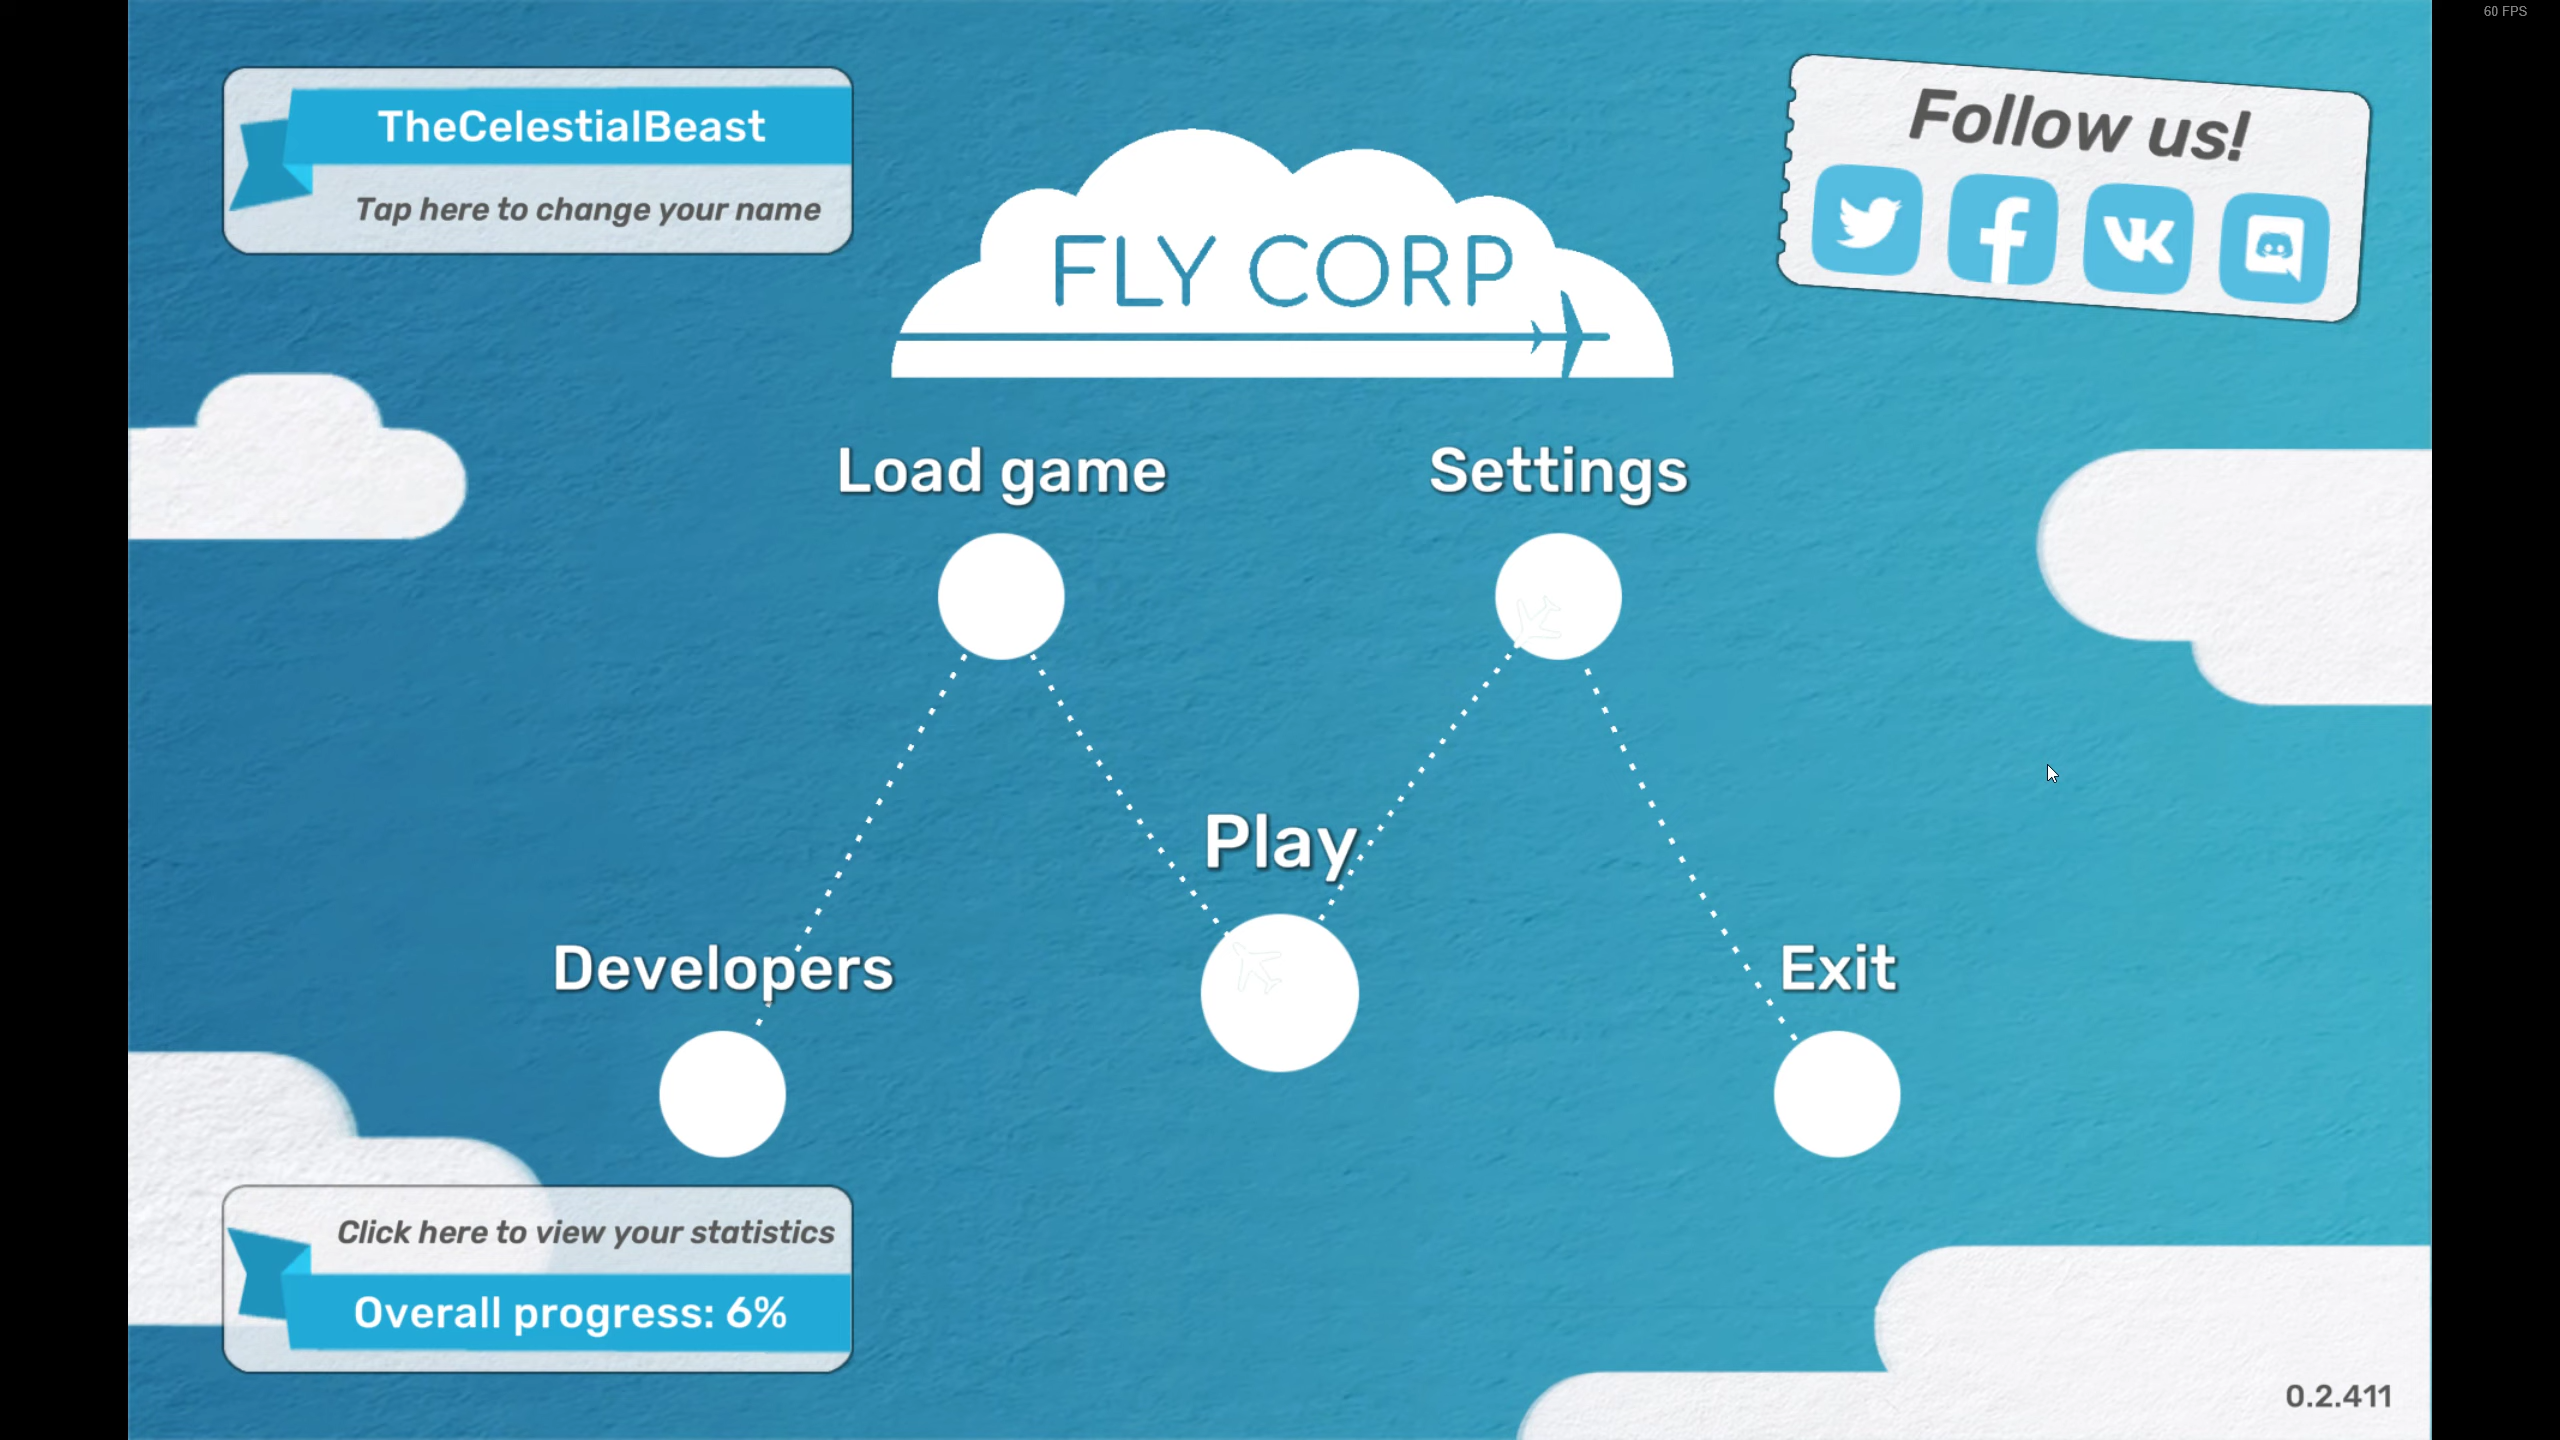 60 FPS
TheCelestialBeast
Tap here to change your name
Follow us!
FLY CORP
Load game
Settings
Play
Developers
Exit
Click here to view your statistics
Overall progress: 6%
0.2.411